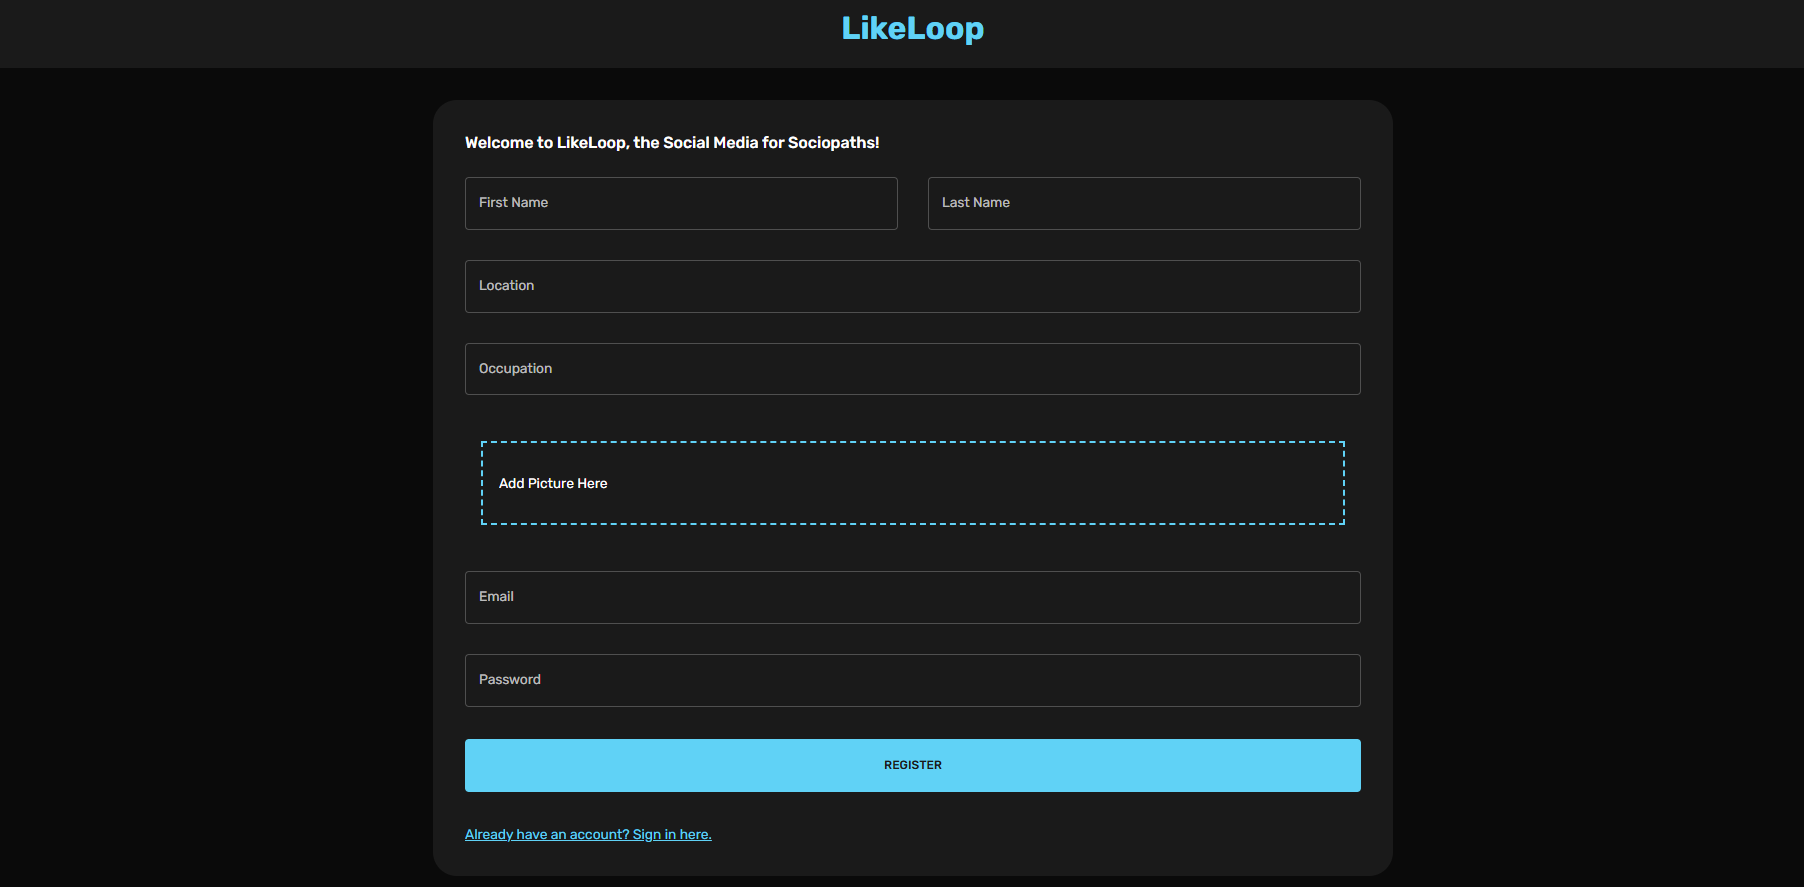 LikeLoop
Welcome to LikeLoop, the Social Media for Sociopaths!
First Name
Last Name
Location
Occupation
Add Picture Here
Email
Password
REGISTER
Already have an account? Sign in here.